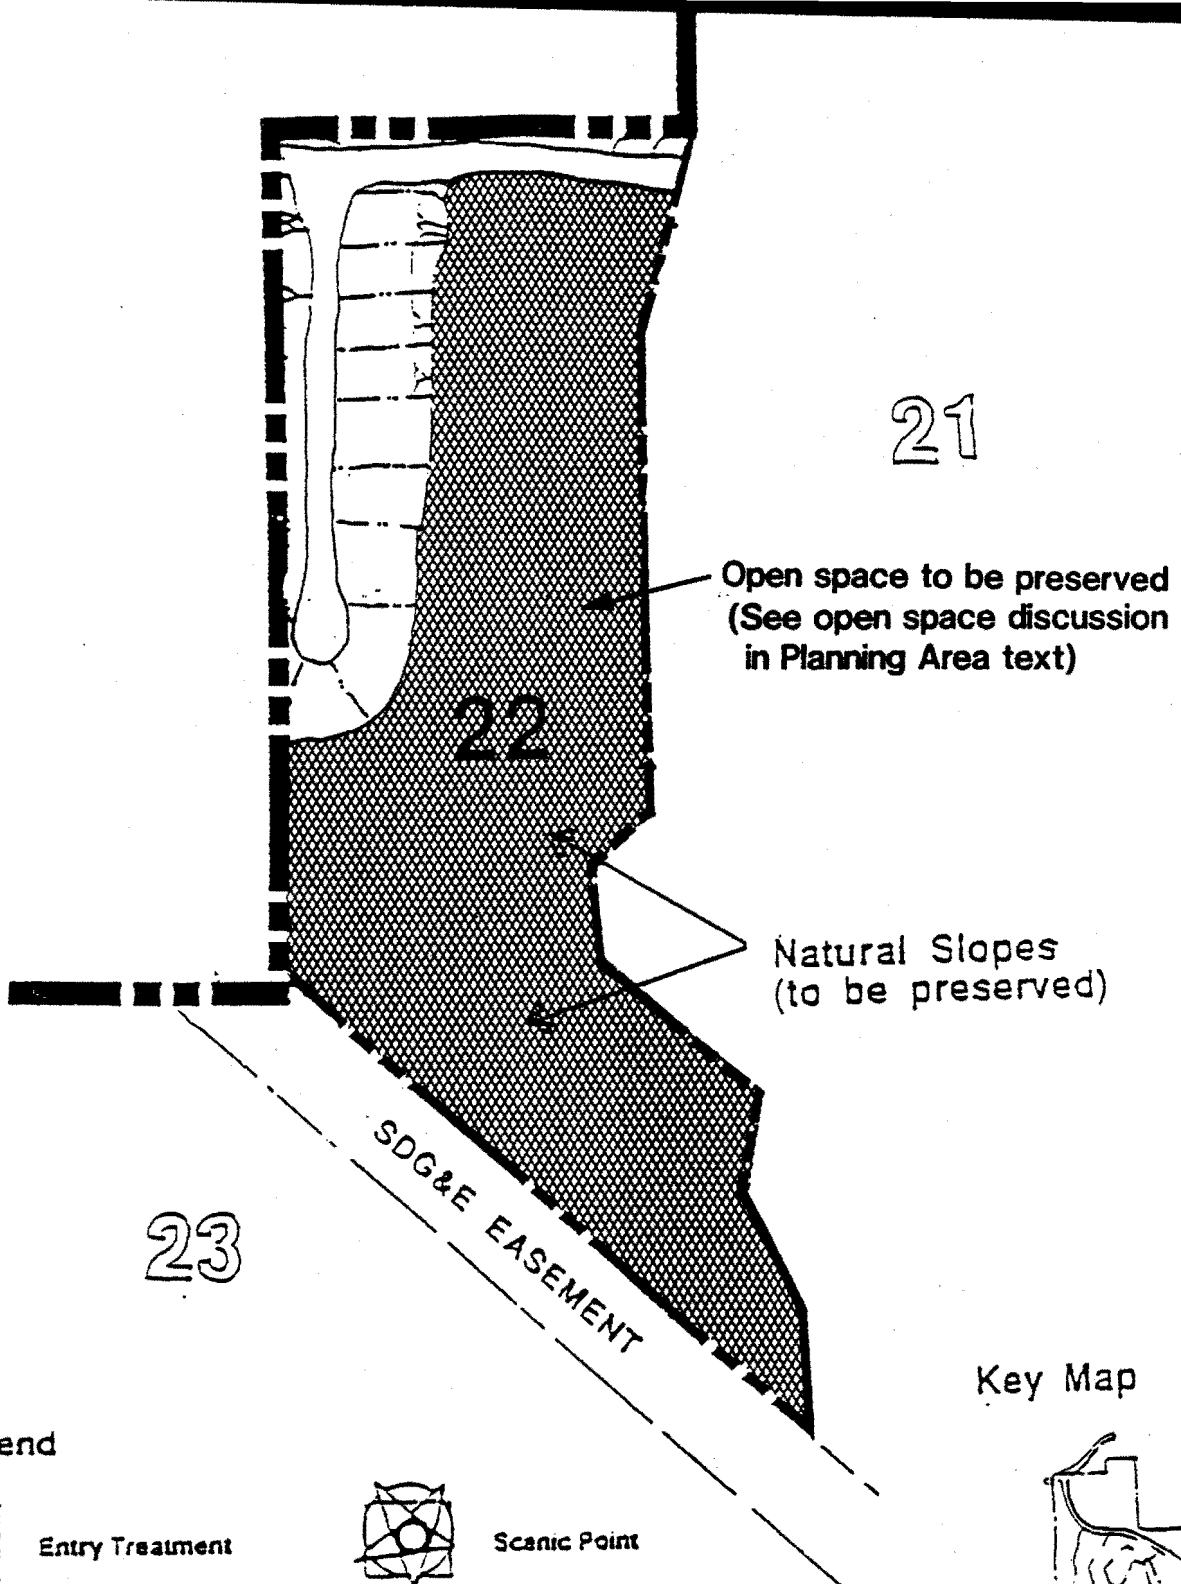 21
Open space to be preserved
(See open space discussion
in Planning Area text)
22
Natural Slopes
(to be preserved)
SDG&E EASEMENT
23
Key Map
end
Entry Treatment
Scenic Point